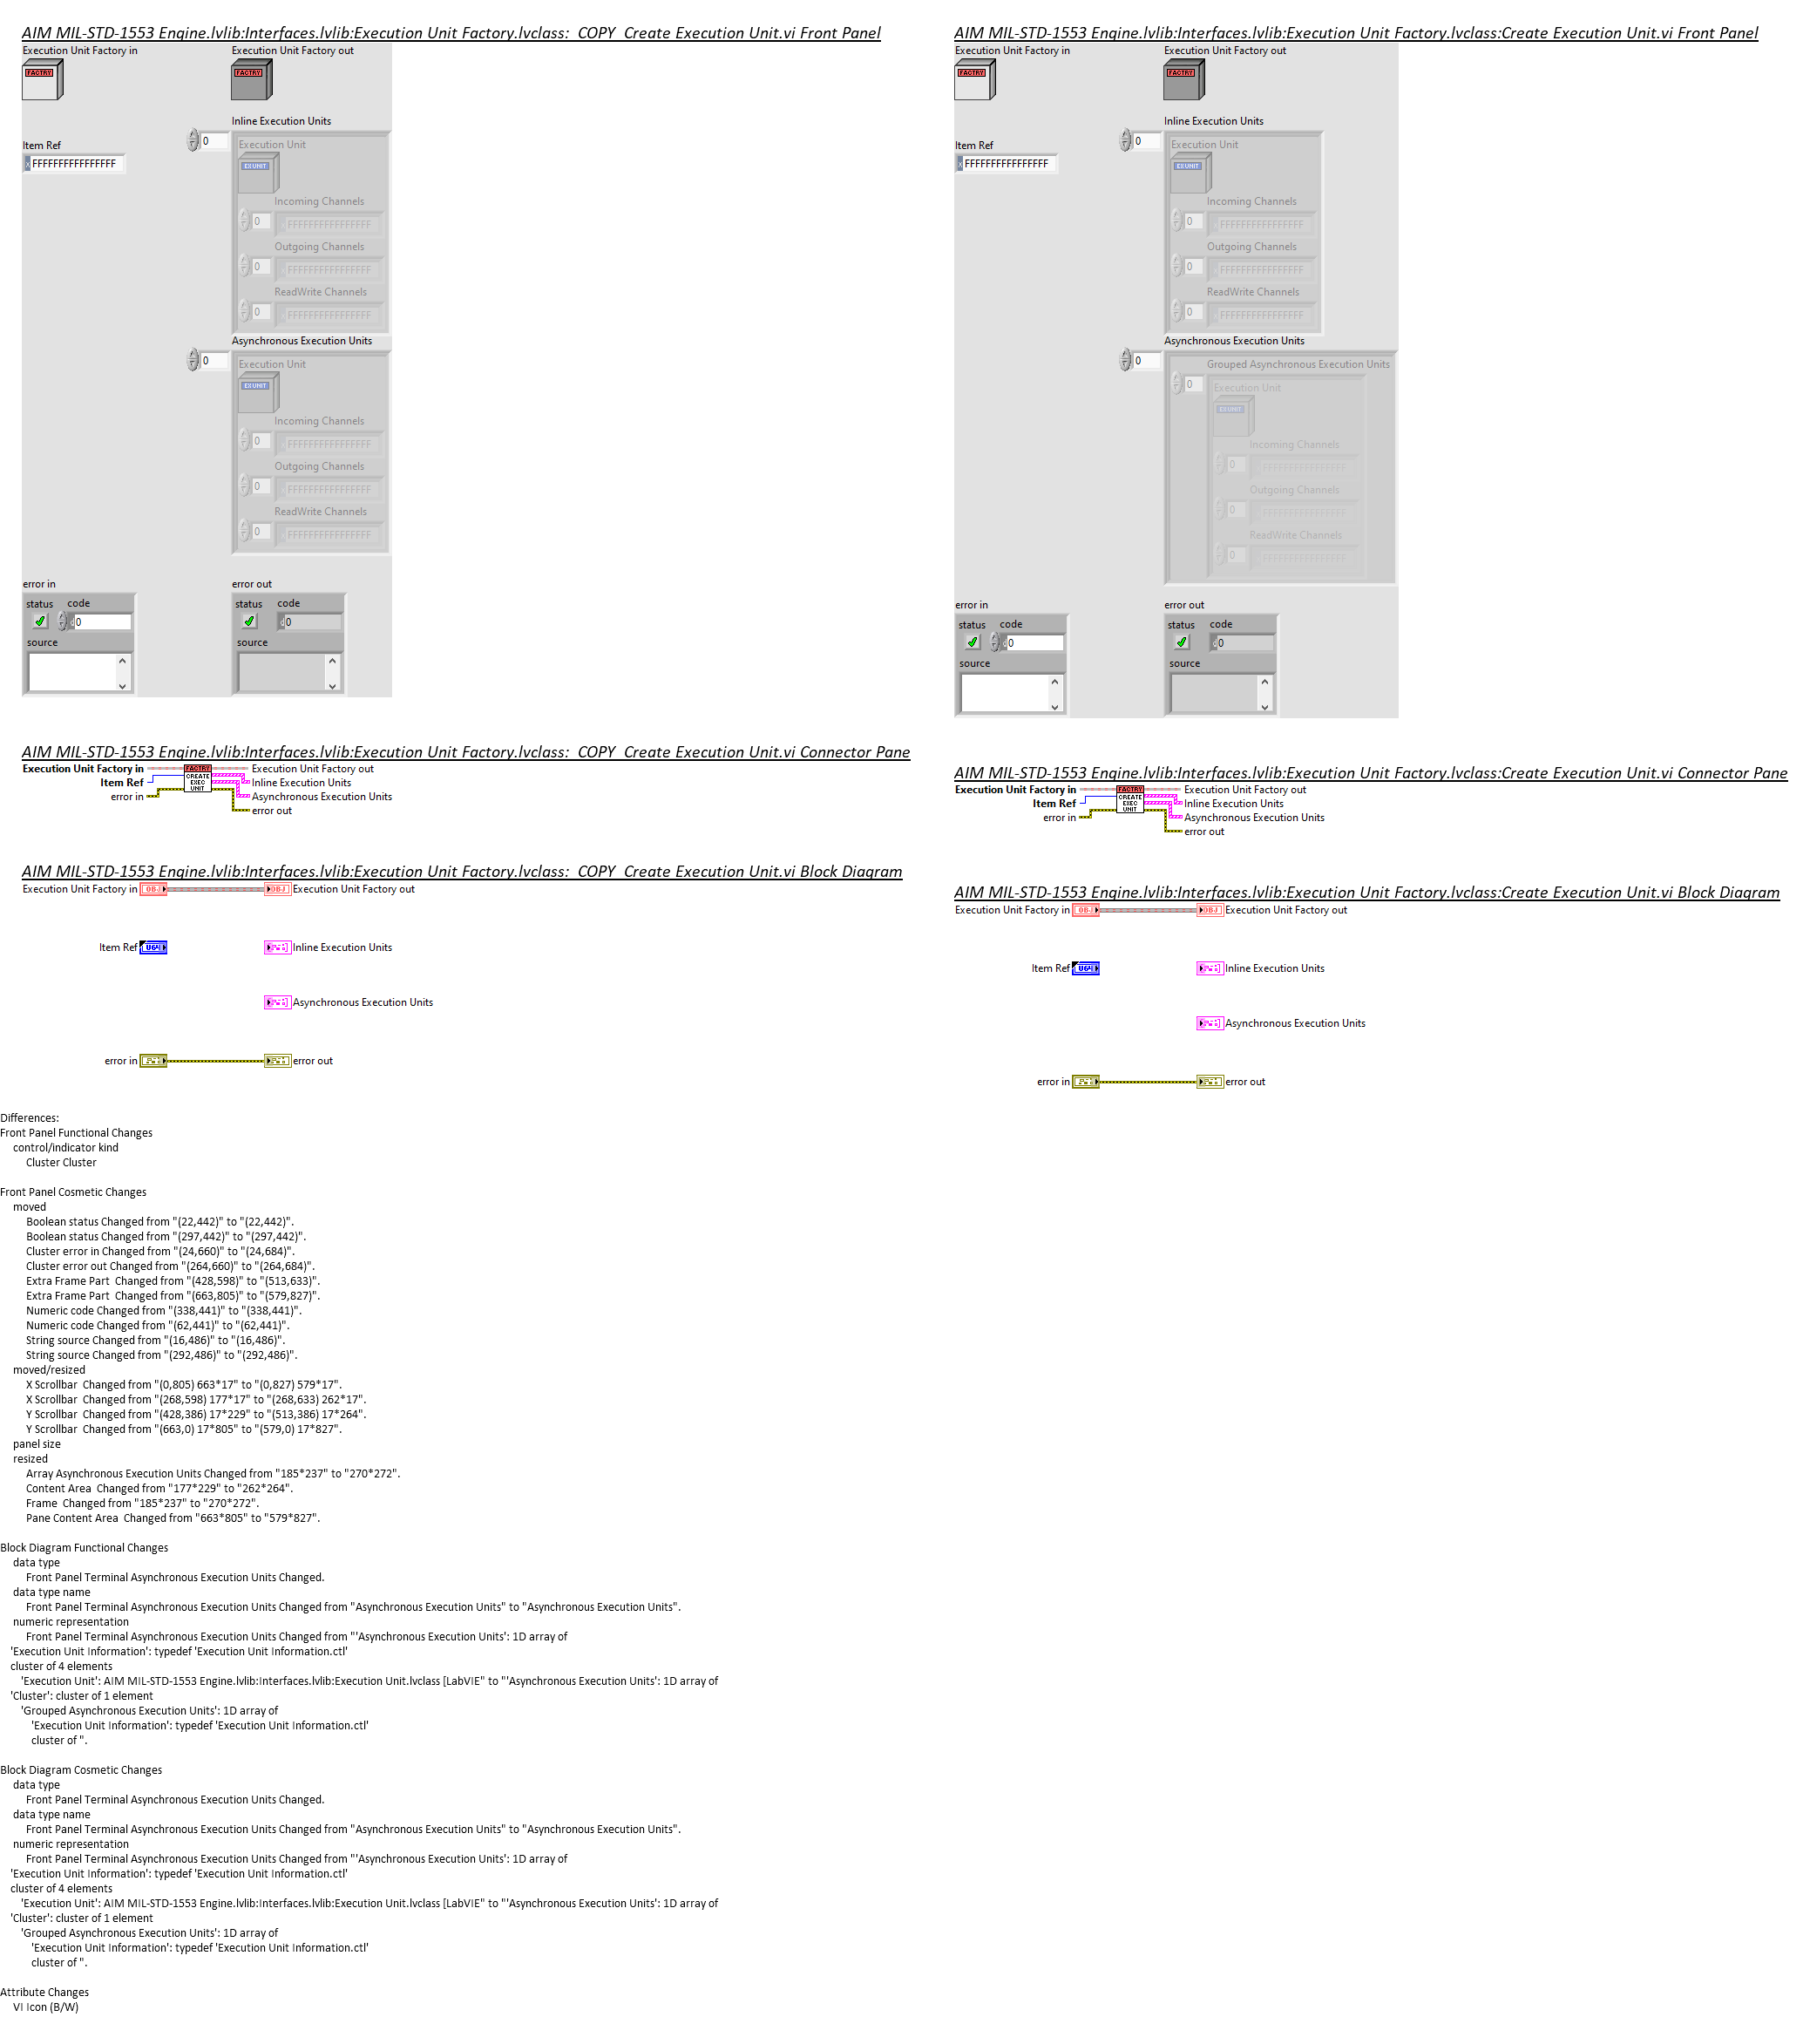 AIM MIL-STD-1553 Engine.lvlib:Interfaces.lvlib:Execution Unit Factory.lvclass:_COPY_Create Execution Unit.vi Front Panel
Execution Unit Factory in
Execution Unit Factory out
FACTRY
FACTRY
Inline Execution Units
0
Execution Unit
EXUNIT
Item Ref
x FFFFFFFFFFFFFFFF
Incoming Channels
0
FFFFFFFFFFFFFFFF
Outgoing Channels
0
FFFFFFFFFFFFFFFF
ReadWrite Channels
0
FFFFFFFFFFFFFFFF
Asynchronous Execution Units
0
Execution Unit
EXUNIT
Incoming Channels
0
FFFFFFFFFFFFFFFF
Outgoing Channels
0
FFFFFFFFFFFFFFFF
ReadWrite Channels
0
FFFFFFFFFFFFFFFF
error in
status code
d0
source
error out
status code
d0
source
AIM MIL-STD-1553 Engine.lvlib:Interfaces.lvlib:Execution Unit Factory.lvclass:_COPY_Create Execution Unit.vi Connector Pane
Execution Unit Factory in
Item Ref
error in
FACTRY
CREATE
EXEC
UNIT
Execution Unit Factory out
Inline Execution Units
Asynchronous Execution Units
error out
AIM MIL-STD-1553 Engine.lvlib:Interfaces.lvlib:Execution Unit Factory.lvclass:_COPY_Create Execution Unit.vi Block Diagram
Execution Unit Factory in OBJ OBJ Execution Unit Factory out
Item Ref U64 Inline Execution Units
Asynchronous Execution Units
error in error out
AIM MIL-STD-1553 Engine.lvlib:Interfaces.lvlib:Execution Unit Factory.lvclass:Create Execution Unit.vi Front Panel
Execution Unit Factory in
Execution Unit Factory out
FACTRY
FACTRY
Inline Execution Units
0
Execution Unit
EXUNIT
Item Ref
x FFFFFFFFFFFFFFFF
Incoming Channels
0
FFFFFFFFFFFFFFFF
Outgoing Channels
0
FFFFFFFFFFFFFFFF
ReadWrite Channels
0
FFFFFFFFFFFFFFFF
Asynchronous Execution Units
0
Grouped Asynchronous Execution Units
0
Execution Unit
EXUNIT
Incoming Channels
0
FFFFFFFFFFFFFFFF
Outgoing Channels
0
FFFFFFFFFFFFFFFF
ReadWrite Channels
0
FFFFFFFFFFFFFFFF
error in
status code
d0
source
error out
status code
d0
source
AIM MIL-STD-1553 Engine.lvlib:Interfaces.lvlib:Execution Unit Factory.lvclass:Create Execution Unit.vi Connector Pane
Execution Unit Factory in
Item Ref
error in
FACTRY
CREATE
EXEC
UNIT
Execution Unit Factory out
Inline Execution Units
Asynchronous Execution Units
error out
AIM MIL-STD-1553 Engine.lvlib:Interfaces.lvlib:Execution Unit Factory.lvclass:Create Execution Unit.vi Block Diagram
Execution Unit Factory in OBJ OBJ Execution Unit Factory out
Item Ref U64 Inline Execution Units
Asynchronous Execution Units
error in error out
Differences:
Front Panel Functional Changes
control/indicator kind
Cluster Cluster
Front Panel Cosmetic Changes
moved
Boolean status Changed from "(22,442)" to "(22,442)".
Boolean status Changed from "(297,442)" to "(297,442)".
Cluster error in Changed from "(24,660)" to "(24,684)".
Cluster error out Changed from "(264,660)" to "(264,684)".
Extra Frame Part  Changed from "(428,598)" to "(513,633)".
Extra Frame Part  Changed from "(663,805)" to "(579,827)".
Numeric code Changed from "(338,441)" to "(338,441)".
Numeric code Changed from "(62,441)" to "(62,441)".
String source Changed from "(16,486)" to "(16,486)".
String source Changed from "(292,486)" to "(292,486)".
moved/resized
X Scrollbar  Changed from "(0,805) 663*17" to "(0,827) 579*17".
X Scrollbar  Changed from "(268,598) 177*17" to "(268,633) 262*17".
Y Scrollbar  Changed from "(428,386) 17*229" to "(513,386) 17*264".
Y Scrollbar  Changed from "(663,0) 17*805" to "(579,0) 17*827".
panel size
resized
Array Asynchronous Execution Units Changed from "185*237" to "270*272".
Content Area  Changed from "177*229" to "262*264".
Frame  Changed from "185*237" to "270*272".
Pane Content Area  Changed from "663*805" to "579*827".
Block Diagram Functional Changes
data type
Front Panel Terminal Asynchronous Execution Units Changed.
data type name
Front Panel Terminal Asynchronous Execution Units Changed from "Asynchronous Execution Units" to "Asynchronous Execution Units".
numeric representation
Front Panel Terminal Asynchronous Execution Units Changed from "'Asynchronous Execution Units': 1D array of
'Execution Unit Information': typedef 'Execution Unit Information.ctl'
cluster of 4 elements
'Execution Unit': AIM MIL-STD-1553 Engine.lvlib:Interfaces.lvlib:Execution Unit.lvclass [LabVIE" to "'Asynchronous Execution Units': 1D array of
'Cluster': cluster of 1 element
'Grouped Asynchronous Execution Units': 1D array of
'Execution Unit Information': typedef 'Execution Unit Information.ctl'
cluster of ".
Block Diagram Cosmetic Changes
data type
Front Panel Terminal Asynchronous Execution Units Changed.
data type name
Front Panel Terminal Asynchronous Execution Units Changed from "Asynchronous Execution Units" to "Asynchronous Execution Units".
numeric representation
Front Panel Terminal Asynchronous Execution Units Changed from "'Asynchronous Execution Units': 1D array of
'Execution Unit Information': typedef 'Execution Unit Information.ctl'
cluster of 4 elements
'Execution Unit': AIM MIL-STD-1553 Engine.lvlib:Interfaces.lvlib:Execution Unit.lvclass [LabVIE" to "'Asynchronous Execution Units': 1D array of
'Cluster': cluster of 1 element
'Grouped Asynchronous Execution Units': 1D array of
'Execution Unit Information': typedef 'Execution Unit Information.ctl'
cluster of ".
Attribute Changes
VI Icon (B/W)